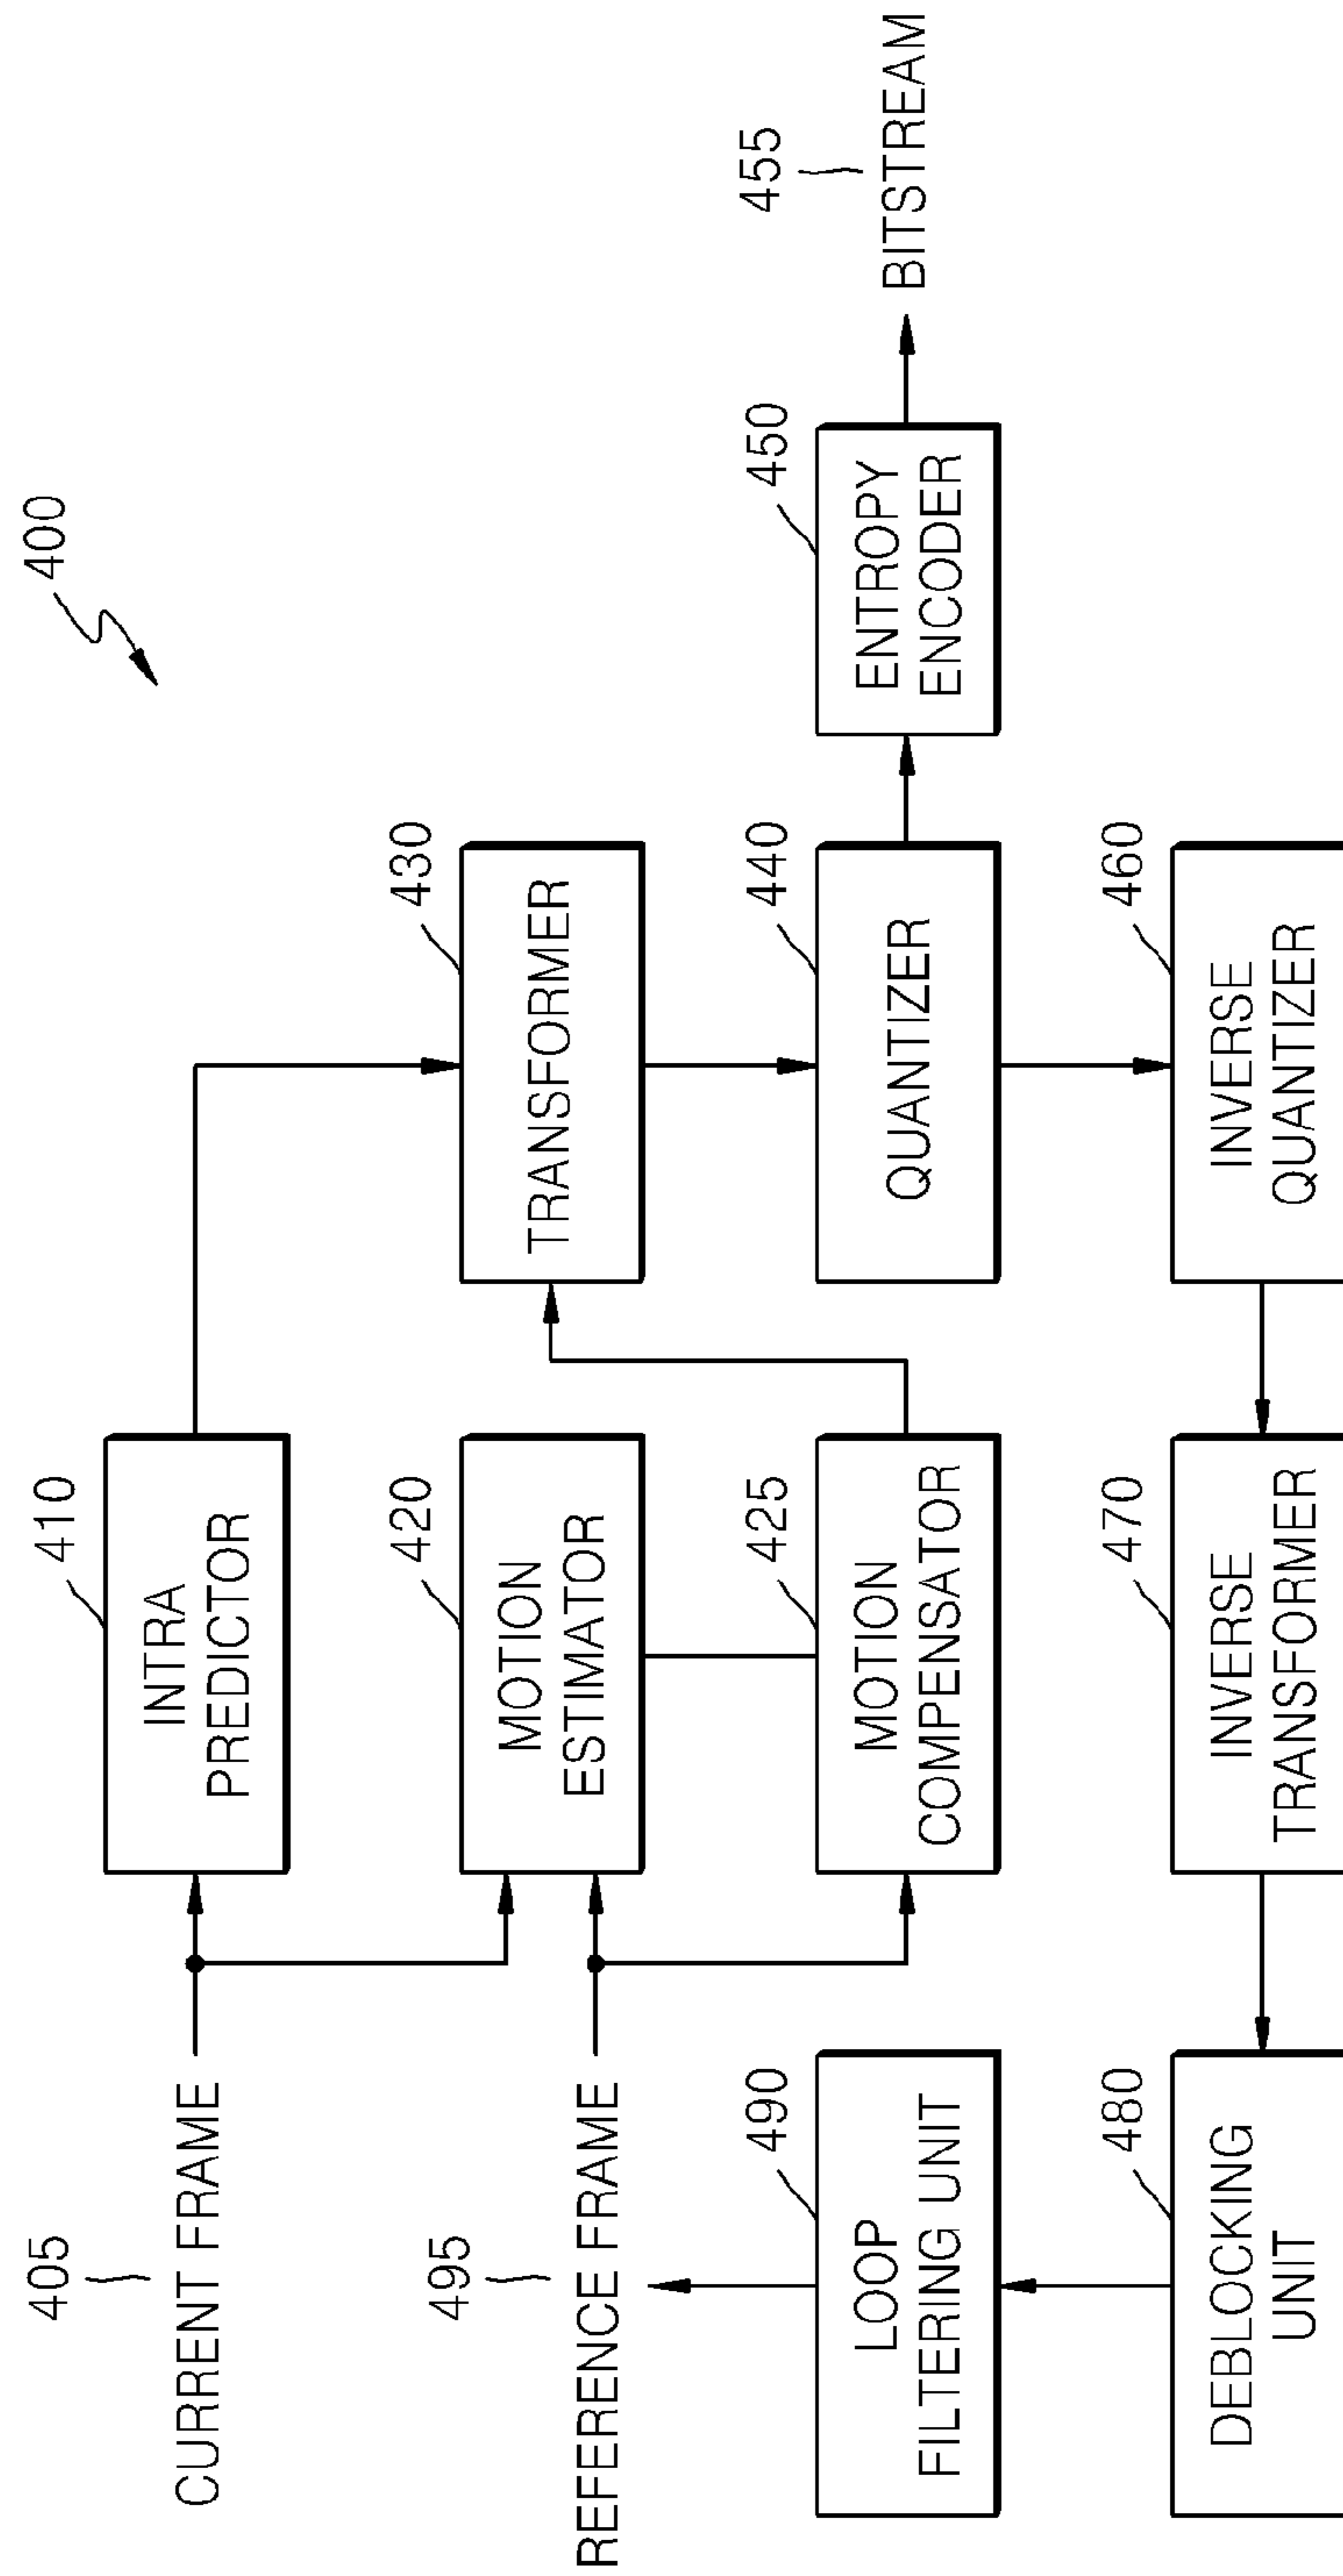 400
405
CURRENT FRAME
410
INTRA
PREDICTOR
495
REFERENCE FRAME
420
MOTION
ESTIMATOR
430
TRANSFORMER
490
LOOP
FILTERING UNIT
425
MOTION
COMPENSATOR
440
QUANTIZER
450
ENTROPY
ENCODER
455
BITSTREAM
480
DEBLOCKING
UNIT
470
INVERSE
TRANSFORMER
460
INVERSE
QUANTIZER